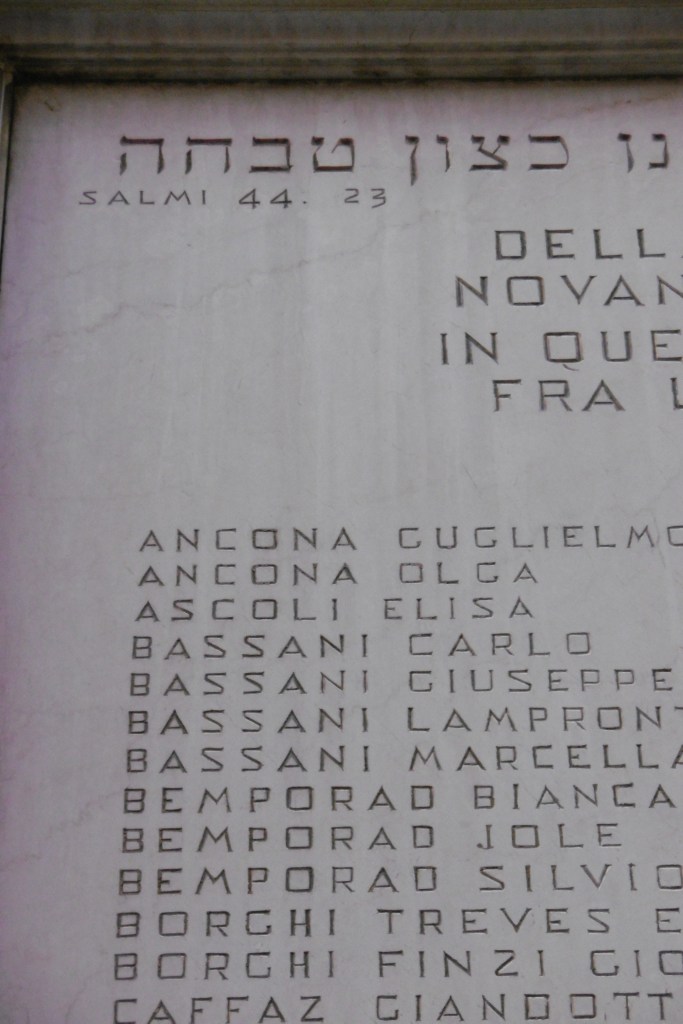 נו כצון טבחה
SALMI 44. 23
DELL
NOVAN
IN QUE
FRA L
ANCONA GUGLIELMO
ANCONA OLGA
ASCOLI ELISA
BASSANI CARLO
BASSANI GIUSEPPE
BASSANI LAMPRONT
BASSANI MARCELLA
BEMPORAD BIANCA
BEMPORAD JOLE
BEMPORAD SILVIO
BORGHI TREVES E
BORGHI FINZI GIO
CAFFAZ GIANDOTT